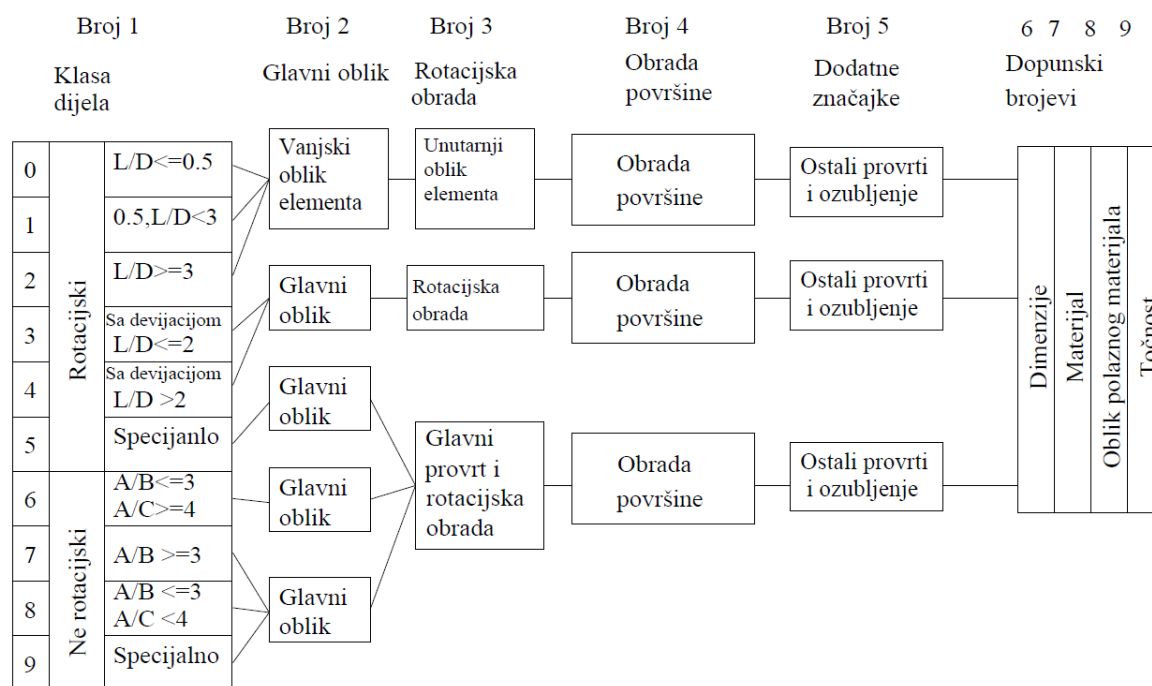 Broj 1
Broj 2
Broj 3
Broj 4
Broj 5
6 7 8 9
Klasa
dijela
Glavni oblik
Rotacijska
obrada
Obrada
površine
Dodatne
značajke
Dopunski
brojevi
0
1
2
3
4
5
6
7
8
9
Rotacijski
Ne rotacijski
L/D<=0.5
0.5,L/D<3
L/D>=3
Sa devijacijom
L/D<=2
Sa devijacijom
L/D >2
Specijanlo
A/B<=3
A/C>=4
A/B >=3
A/B <=3
A/C <4
Specijalno
Vanjski
oblik
elementa
Unutarnji
oblik
elementa
Obrada
površine
Ostali provrti
i ozubljenje
Glavni
oblik
Rotacijska
obrada
Obrada
površine
Ostali provrti
i ozubljenje
Glavni
oblik
Glavni
oblik
Glavni
oblik
Glavni
provrt i
rotacijska
obrada
Obrada
površine
Ostali provrti
i ozubljenje
Dimenzije
Materijal
Oblik polaznog materijala
Točnost